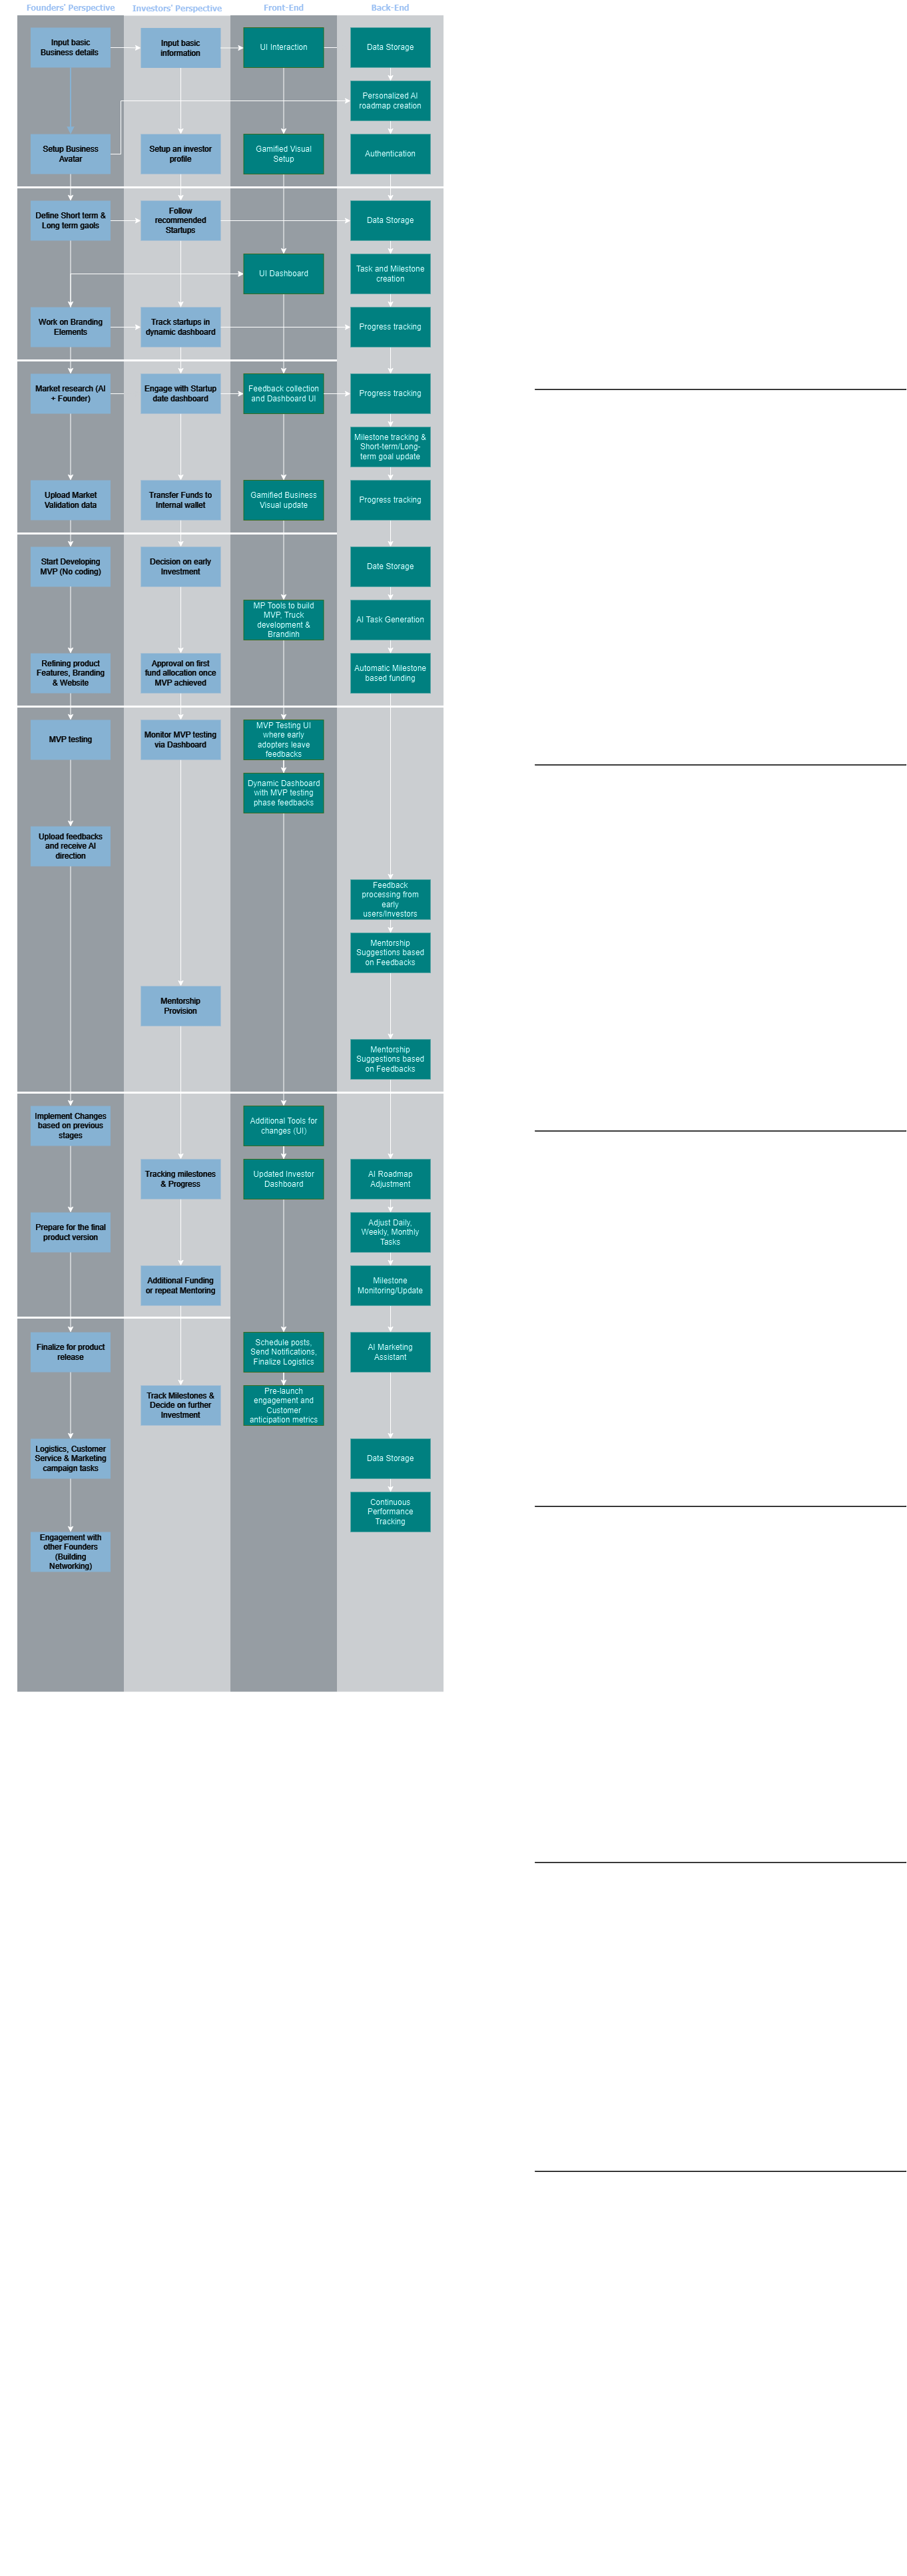 Founders' Perspective
Investors' Perspective
Front-End
Back-End
Input basic
Business details
Input basic
information
UI Interaction
Data Storage
Personalized AI
roadmap creation
Setup Business
Avatar
Setup an investor
profile
Gamified Visual
Setup
Authentication
Define Short term &
Long term gaols
Follow
recommended
Startups
Data Storage
UI Dashboard
Task and Milestone
creation
Work on Branding
Elements
Track startups in
dynamic dashboard
Progress tracking
Market research (AI
+ Founder)
Engage with Startup
date dashboard
Feedback collection
and Dashboard UI
Progress tracking
Milestone tracking &
Short-term/Long-
term goal update
Upload Market
Validation data
Transfer Funds to
Internal wallet
Gamified Business
Visual update
Progress tracking
Start Developing
MVP (No coding)
Decision on early
Investment
Date Storage
MP Tools to build
MVP, Truck
development &
Brandinh
AI Task Generation
Refining product
Features, Branding
& Website
Approval on first
fund allocation once
MVP achieved
Automatic Milestone
based funding
MVP testing
Monitor MVP testing
via Dashboard
MVP Testing UI
where early
adopters leave
feedbacks
Dynamic Dashboard
with MVP testing
phase feedbacks
Upload feedbacks
and receive AI
direction
Feedback
processing from
early
users/Investors
Mentorship
Suggestions based
on Feedbacks
Mentorship
Provision
Mentorship
Suggestions based
on Feedbacks
Implement Changes
based on previous
stages
Additional Tools for
changes (UI)
Tracking milestones
& Progress
Updated Investor
Dashboard
AI Roadmap
Adjustment
Prepare for the final
product version
Adjust Daily,
Weekly, Monthly
Tasks
Additional Funding
or repeat Mentoring
Milestone
Monitoring/Update
Finalize for product
release
Schedule posts,
Send Notifications,
Finalize Logistics
AI Marketing
Assistant
Track Milestones &
Decide on further
Investment
Pre-launch
engagement and
Customer
anticipation metrics
Logistics, Customer
Service & Marketing
campaign tasks
Data Storage
Continuous
Performance
Tracking
Engagement with
other Founders
(Building
Networking)